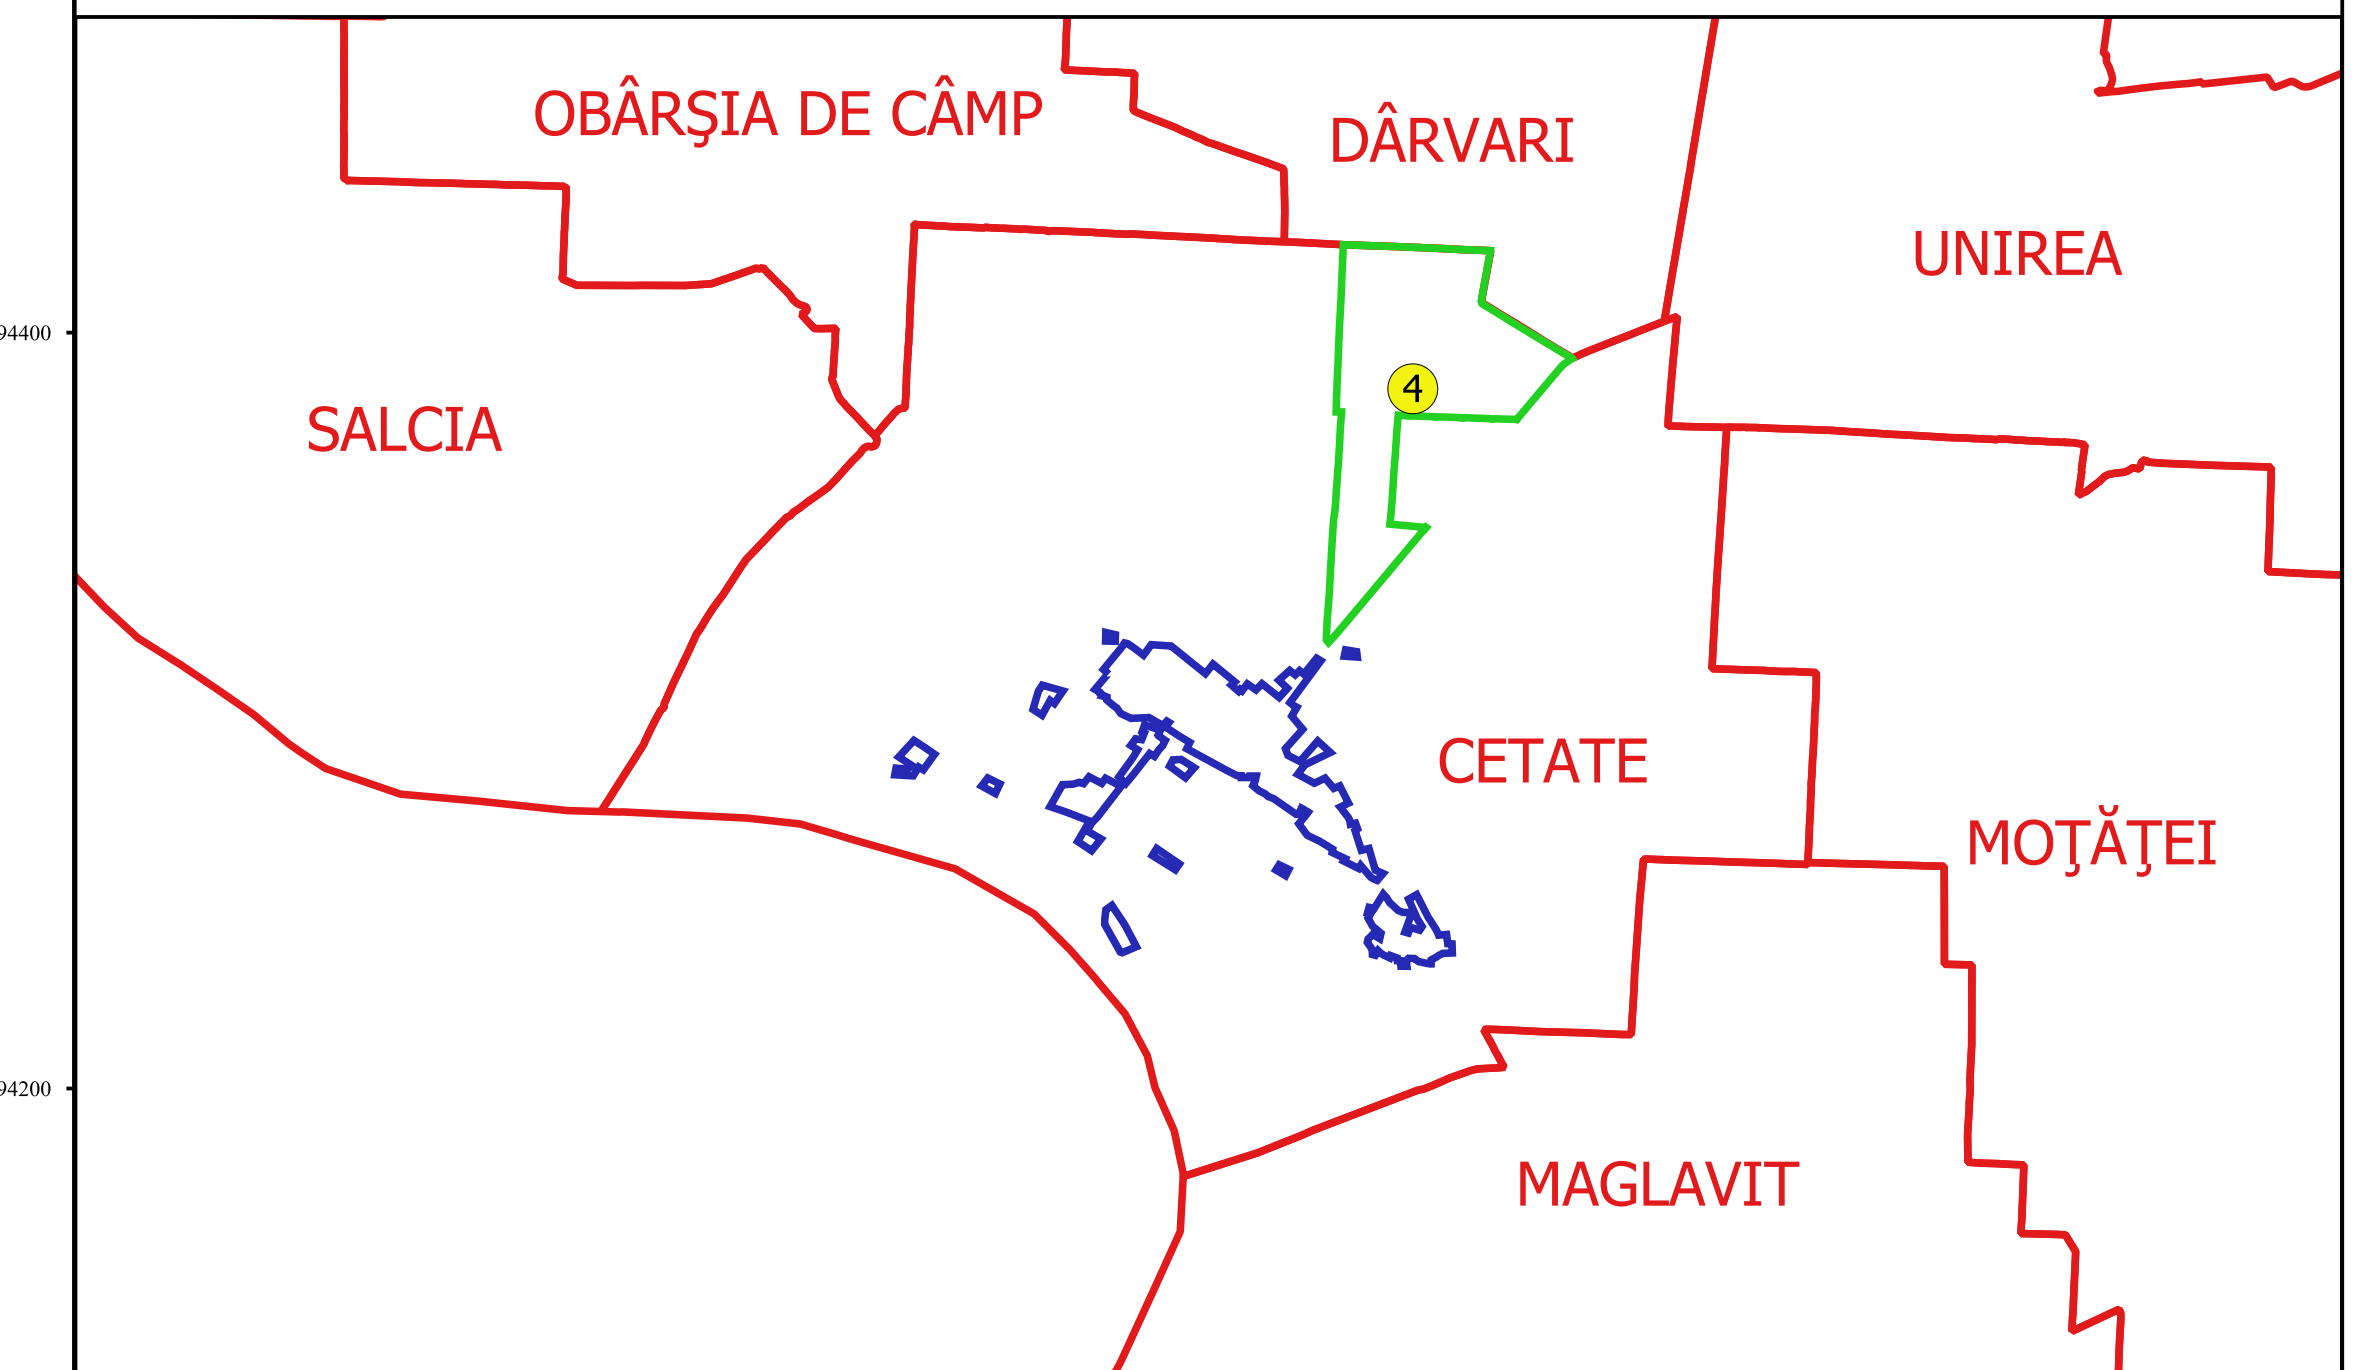 OBÂRŞIA DE CÂMP
DÂRVARI
UNIREA
94400
4
SALCIA
CETATE
MOŢĂŢEI
94200
MAGLAVIT